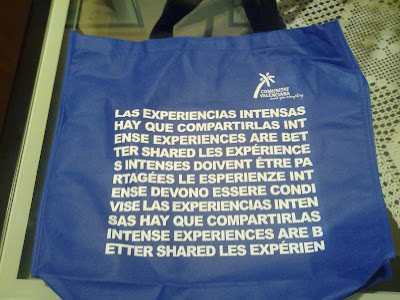 COMUNITAT
VALENCIANA
LAS EXPERIENCIAS INTENSAS
HAY QUE COMPARTIRLAS INT
ENSE EXPERIENCES ARE BET
TER SHARED LES EXPÉRIENCE
S INTENSES DOIVENT ÊTRE PA
RTAGÉES LE ESPERIENZE INT
ENSE DEVONO ESSERE CONDI
VISE LAS EXPERIENCIAS INTEN
SAS HAY QUE COMPARTIRLAS
INTENSE EXPERIENCES ARE B
ETTER SHARED LES EXPÉRIEN